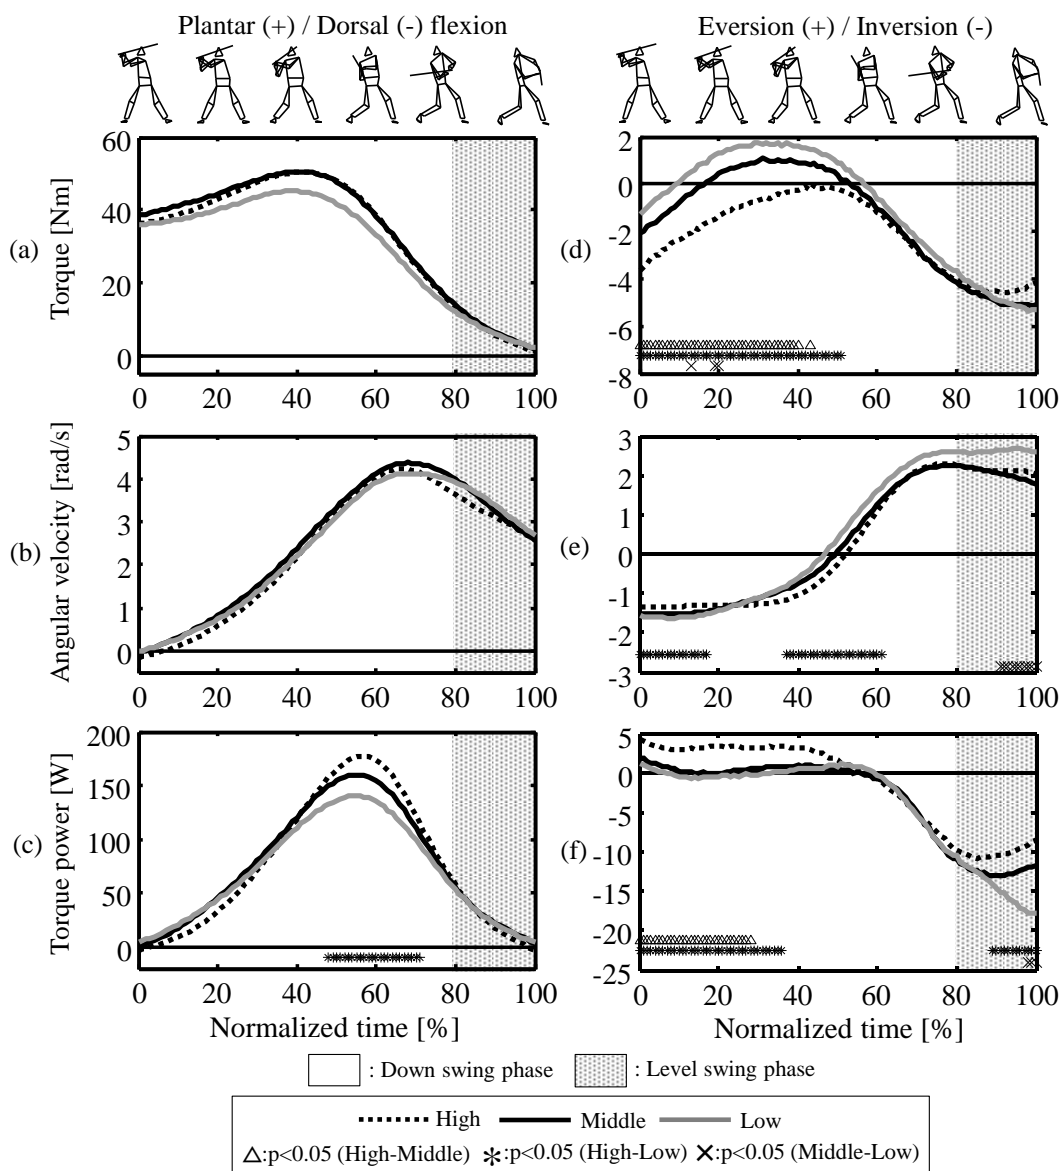 Plantar (+) / Dorsal (-) flexion
Eversion (+) / Inversion (-)
(a)
Torque [Nm]
60
40
20
0
0 20 40 60 80 100
(d)
2
0
-2
-4
-6
-8
0 20 40 60 80 100
(b)
Angular velocity [rad/s]
5
4
3
2
1
0
0 20 40 60 80 100
(e)
3
2
1
0
-1
-2
-3
0 20 40 60 80 100
(c)
Torque power [W]
200
150
100
50
0
0 20 40 60 80 100
Normalized time [%]
(f)
5
0
-5
-10
-15
-20
-25
0 20 40 60 80 100
Normalized time [%]
: Down swing phase
: Level swing phase
High Middle Low
△:p<0.05 (High-Middle) ＊:p<0.05 (High-Low) ×:p<0.05 (Middle-Low)